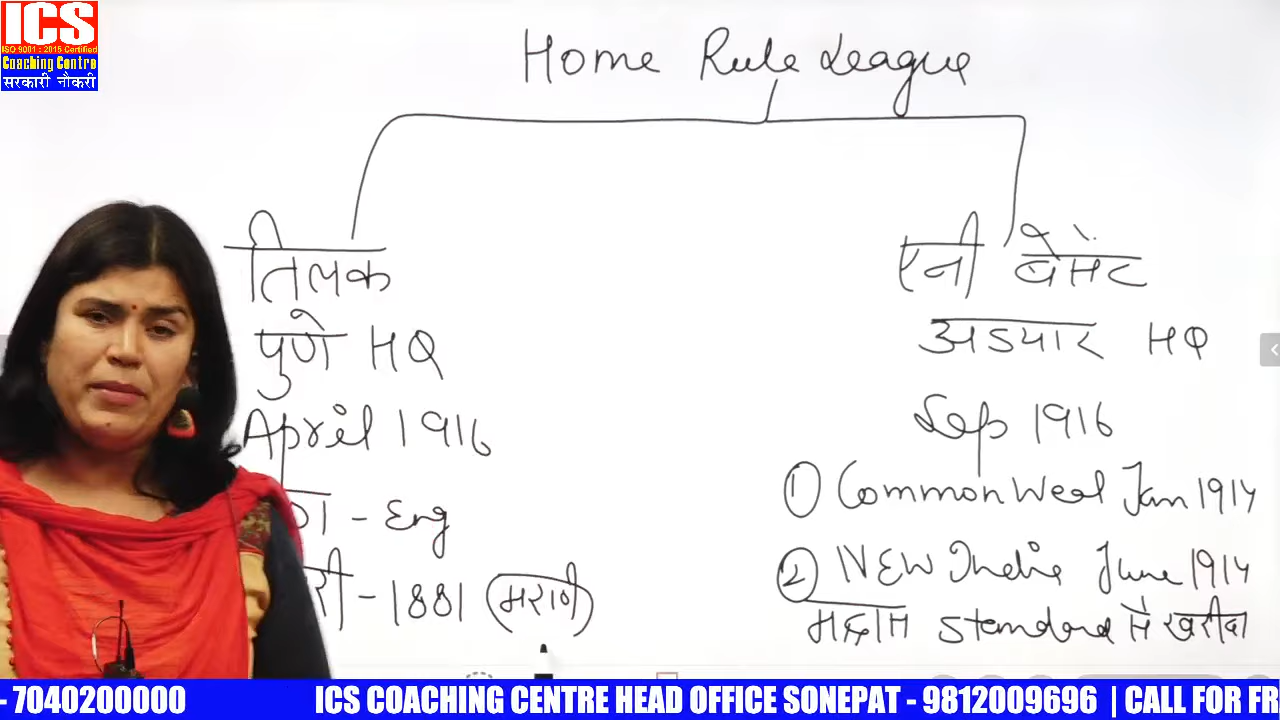 ICS
ISO 9001 : 2015 Certified
Coaching Centre
सरकारी नौकरी
Home Rule League
तिलक
पुणे HQ
April 1916
ठा - Eng
री - 1881 (मराठी)
एनी बेसेंट
अडयार HQ
Sep 1916
① Common Weal Jan 1914
② NEW India June 1914
मद्रास Standard से खरीदा
- 7040200000 ICS COACHING CENTRE HEAD OFFICE SONEPAT - 9812009696 | CALL FOR FR